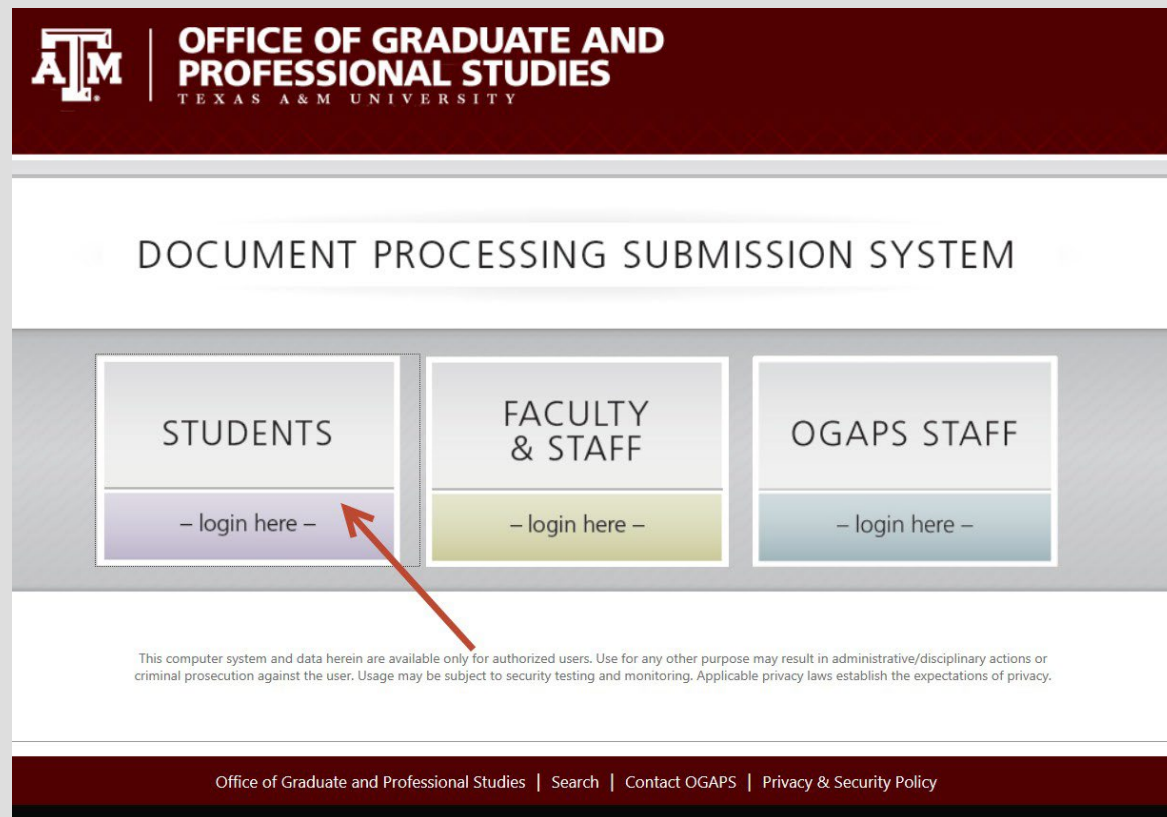 ATM
OFFICE OF GRADUATE AND
PROFESSIONAL STUDIES
TEXAS A&M UNIVERSITY
DOCUMENT PROCESSING SUBMISSION SYSTEM
STUDENTS
– login here –
FACULTY
& STAFF
– login here –
OGAPS STAFF
– login here –
This computer system and data herein are available only for authorized users. Use for any other purpose may result in administrative/disciplinary actions or
criminal prosecution against the user. Usage may be subject to security testing and monitoring. Applicable privacy laws establish the expectations of privacy.
Office of Graduate and Professional Studies | Search | Contact OGAPS | Privacy & Security Policy